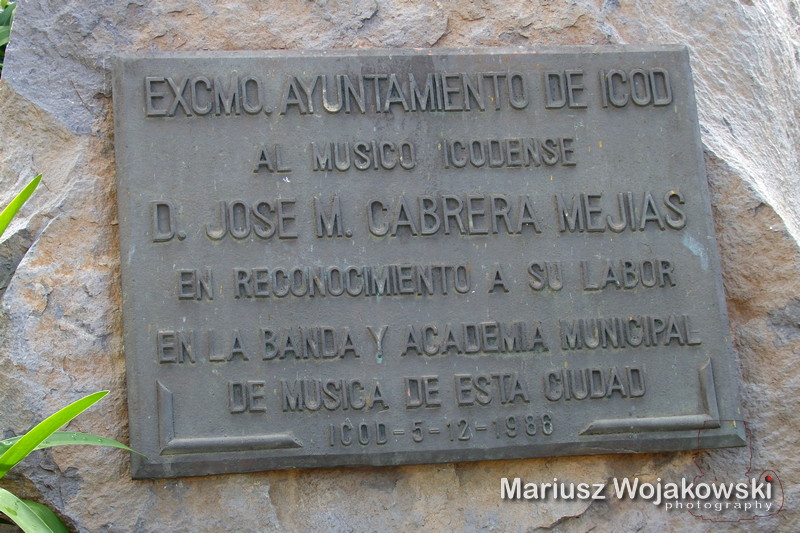 EXCMO. AYUNTAMIENTO DE ICOD
AL MUSICO ICODENSE
D. JOSE M. CABRERA MEJIAS
EN RECONOCIMIENTO A SU LABOR
EN LA BANDA Y ACADEMIA MUNICIPAL
DE MUSICA DE ESTA CIUDAD
ICOD-5-12-1986
Mariusz Wojakowski
photography